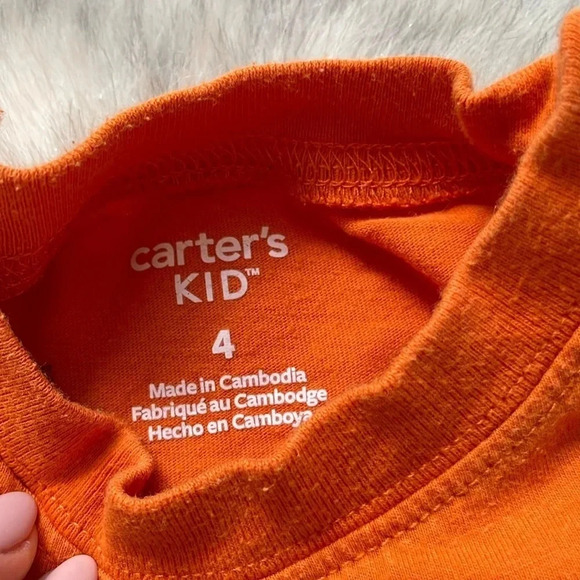 carter's
KID™
4
Made in Cambodia
Fabriqué au Cambodge
Hecho en Camboya